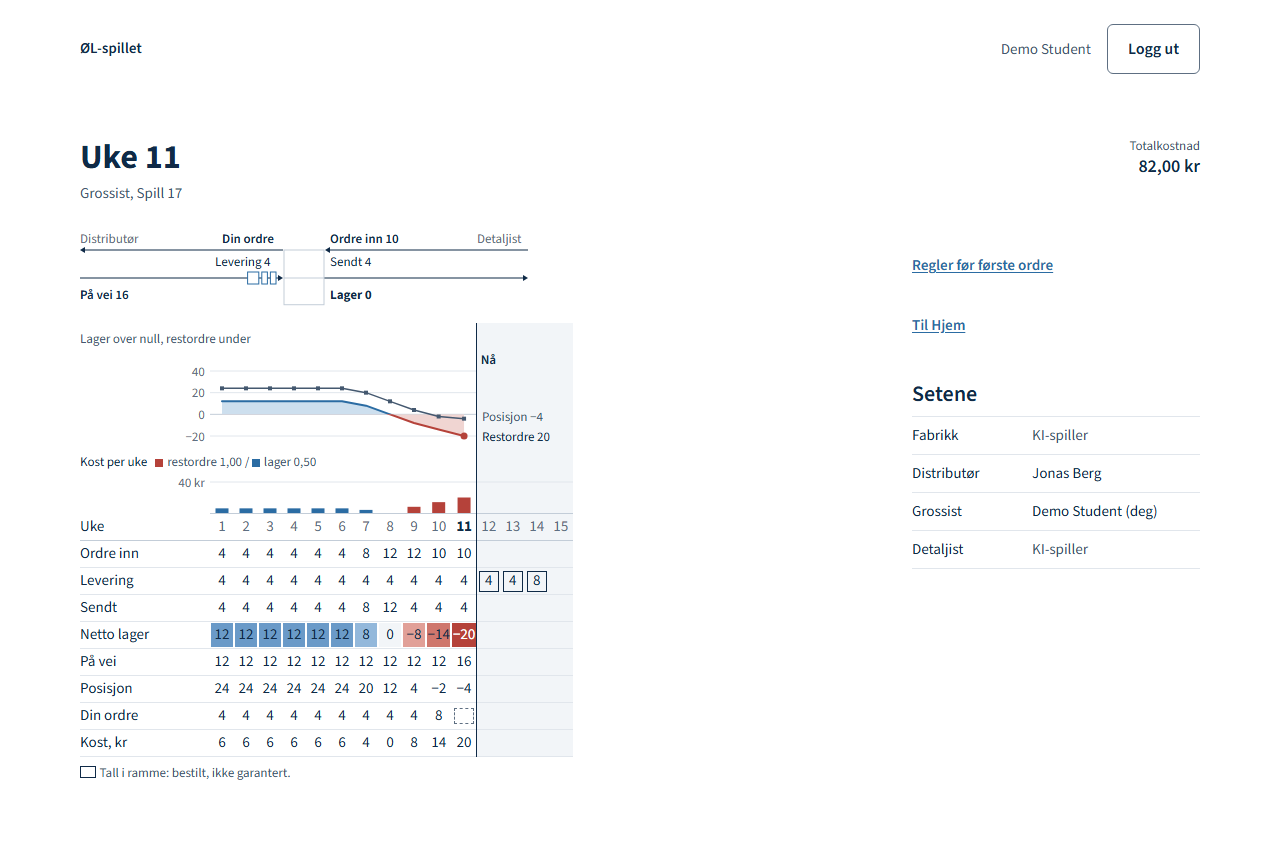 ØL-spillet
Demo Student
Logg ut
Uke 11
Grossist, Spill 17
Totalkostnad
82,00 kr
Distributør Din ordre Ordre inn 10 Detaljist
Levering 4 Sendt 4
På vei 16 Lager 0
Lager over null, restordre under
Nå
40
20
0
−20
Posisjon −4
Restordre 20
Kost per uke restordre 1,00 / lager 0,50
40 kr
Uke 1 2 3 4 5 6 7 8 9 10 11 12 13 14 15
Ordre inn 4 4 4 4 4 4 8 12 12 10 10
Levering 4 4 4 4 4 4 4 4 4 4 4 4 4 8
Sendt 4 4 4 4 4 4 8 12 4 4 4
Netto lager 12 12 12 12 12 12 8 0 −8 −14 −20
På vei 12 12 12 12 12 12 12 12 12 12 16
Posisjon 24 24 24 24 24 24 20 12 4 −2 −4
Din ordre 4 4 4 4 4 4 4 4 4 8
Kost, kr 6 6 6 6 6 6 4 0 8 14 20
Tall i ramme: bestilt, ikke garantert.
Regler før første ordre
Til Hjem
Setene
Fabrikk KI-spiller
Distributør Jonas Berg
Grossist Demo Student (deg)
Detaljist KI-spiller